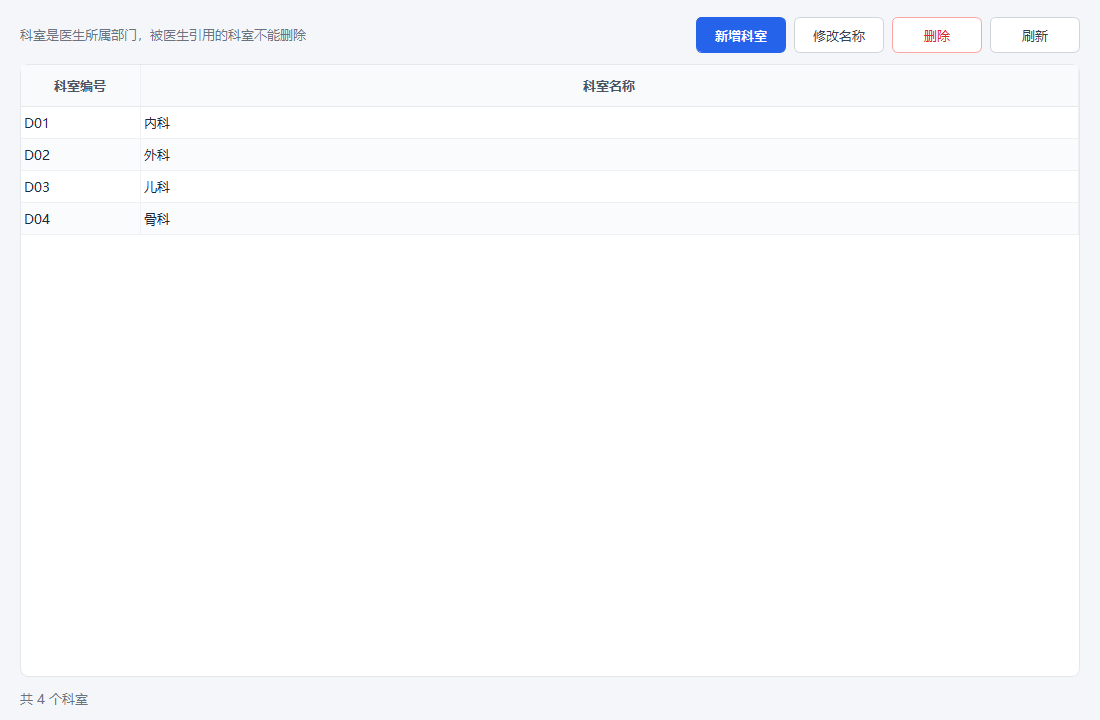 科室是医生所属部门，被医生引用的科室不能删除
新增科室 修改名称 删除 刷新
科室编号 科室名称
D01 内科
D02 外科
D03 儿科
D04 骨科
共 4 个科室